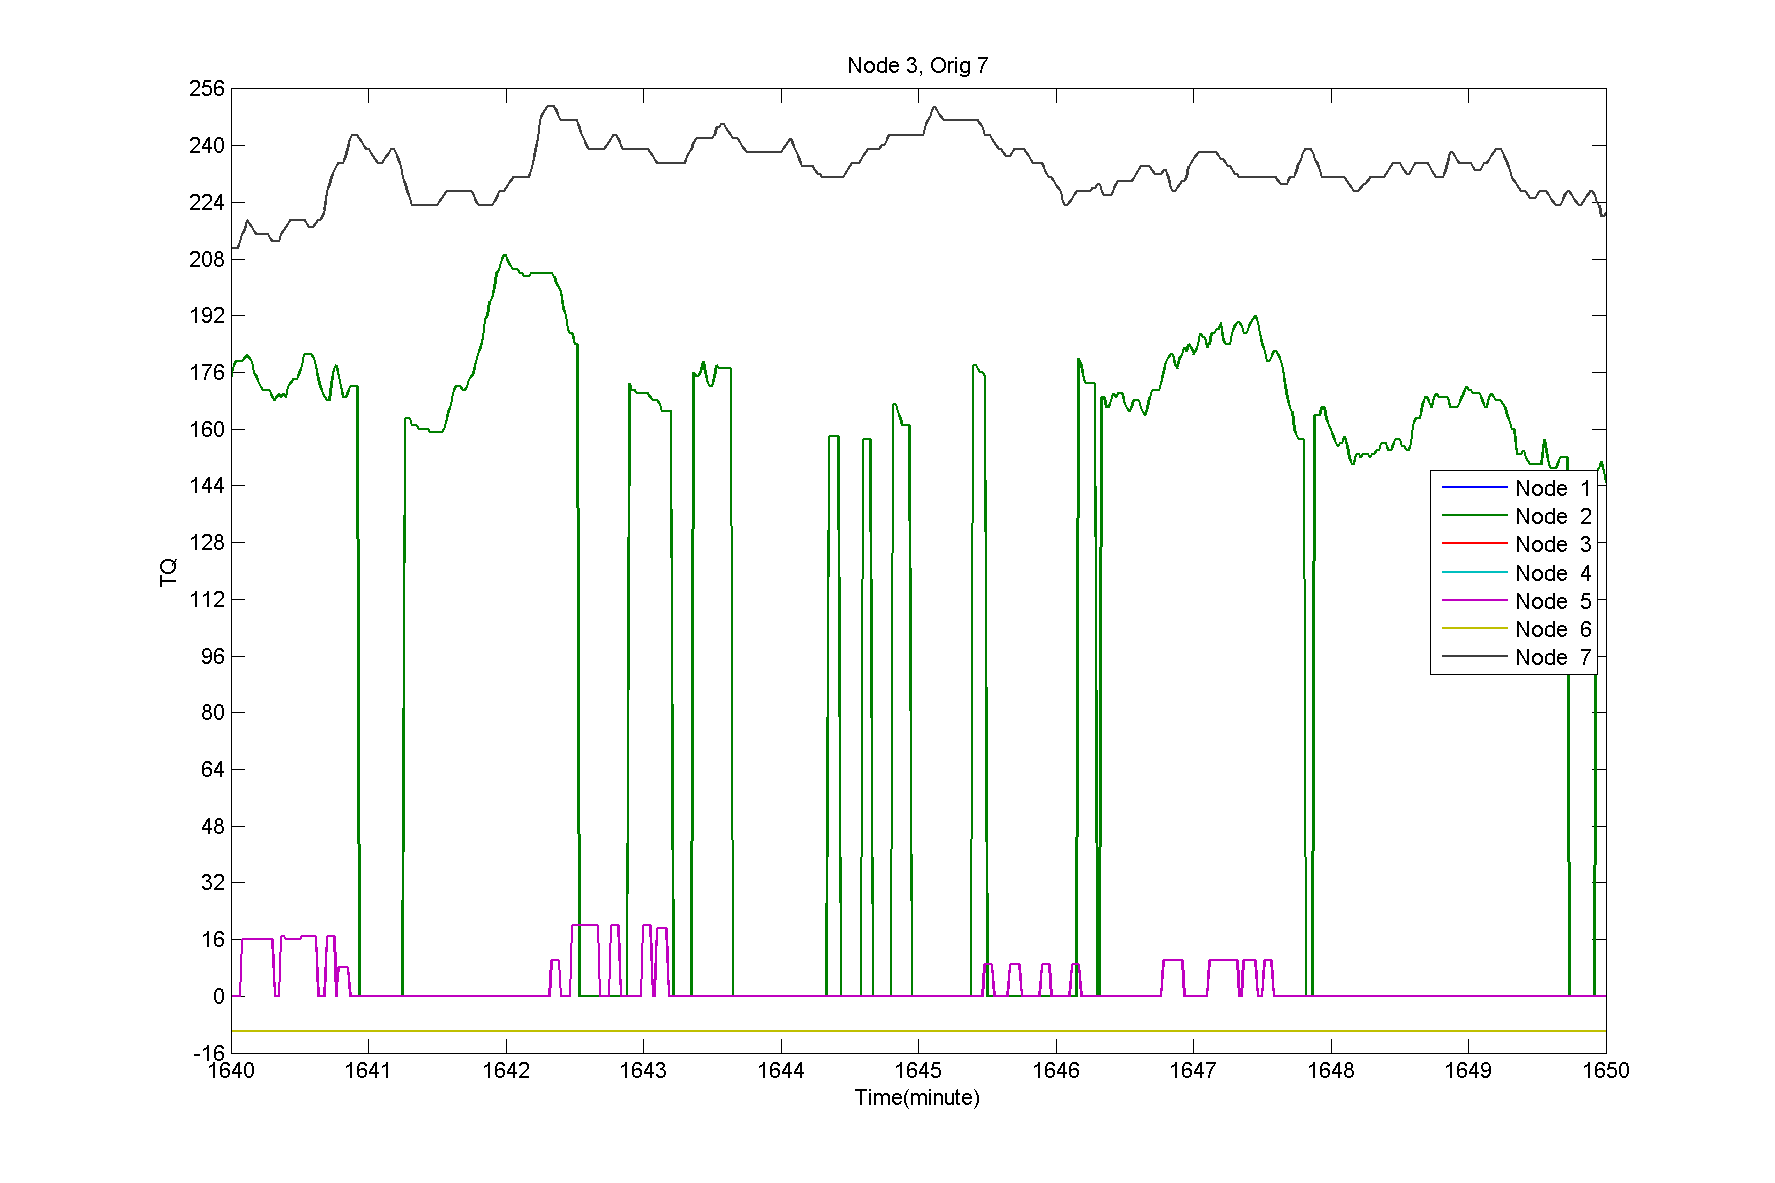 Node 3, Orig 7
256
240
224
208
192
176
160
144
128
112
96
80
64
48
32
16
0
-16
TQ
Node 1
Node 2
Node 3
Node 4
Node 5
Node 6
Node 7
1640 1641 1642 1643 1644 1645 1646 1647 1648 1649 1650
Time(minute)